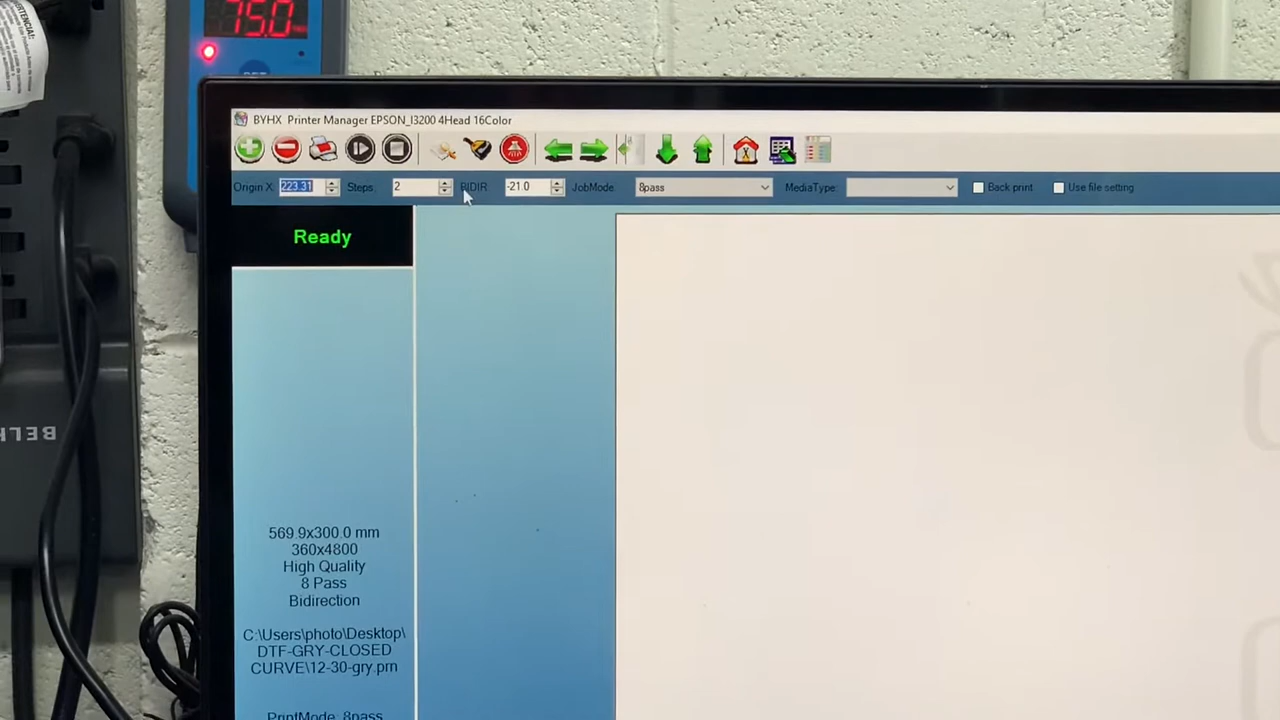 75.0
BYHX Printer Manager EPSON_I3200 4Head 16Color
Origin X 223.31 Steps: 2 BIDIR -21.0 JobMode: 8pass MediaType: Back print Use file setting
Ready
569.9x300.0 mm
360x4800
High Quality
8 Pass
Bidirection
C:\Users\photo\Desktop\
DTF-GRY-CLOSED
CURVE\12-30-gry.prn
PrintMode: 8pass
BELK